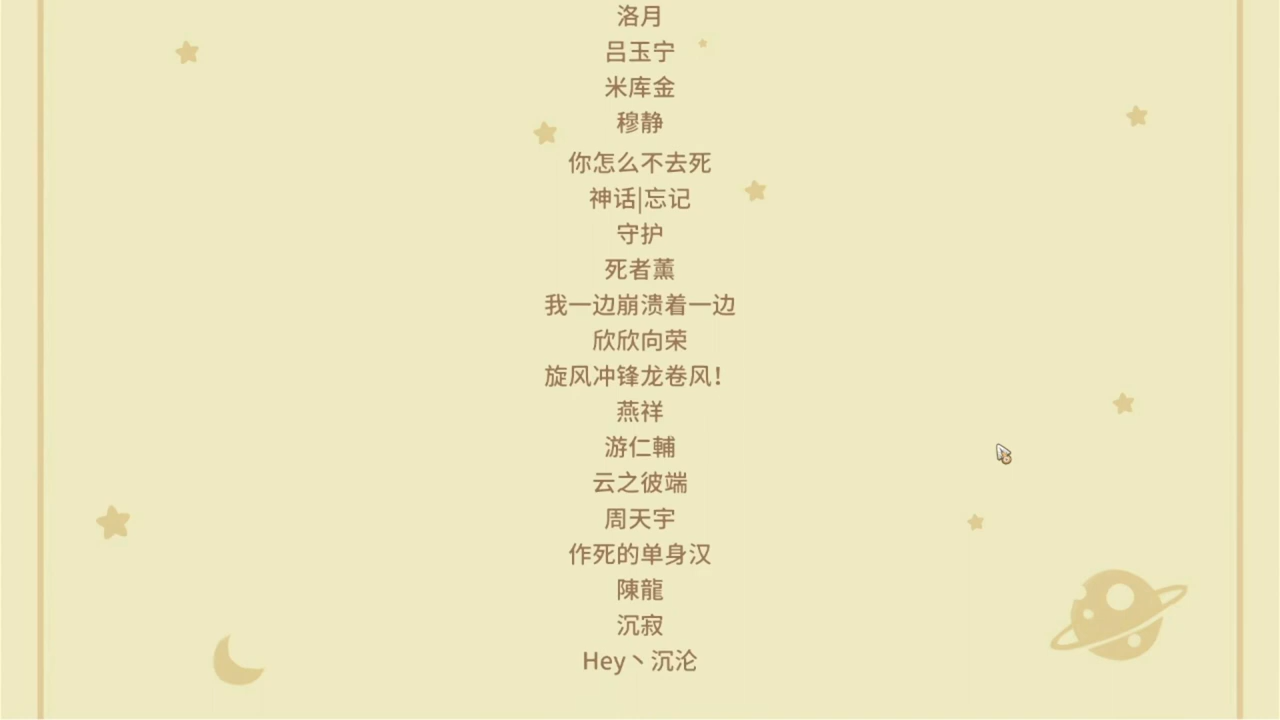 洛月
吕玉宁
米库金
穆静
你怎么不去死
神话|忘记
守护
死者薰
我一边崩溃着一边
欣欣向荣
旋风冲锋龙卷风！
燕祥
游仁輔
云之彼端
周天宇
作死的单身汉
陳龍
沉寂
Hey丶沉沦